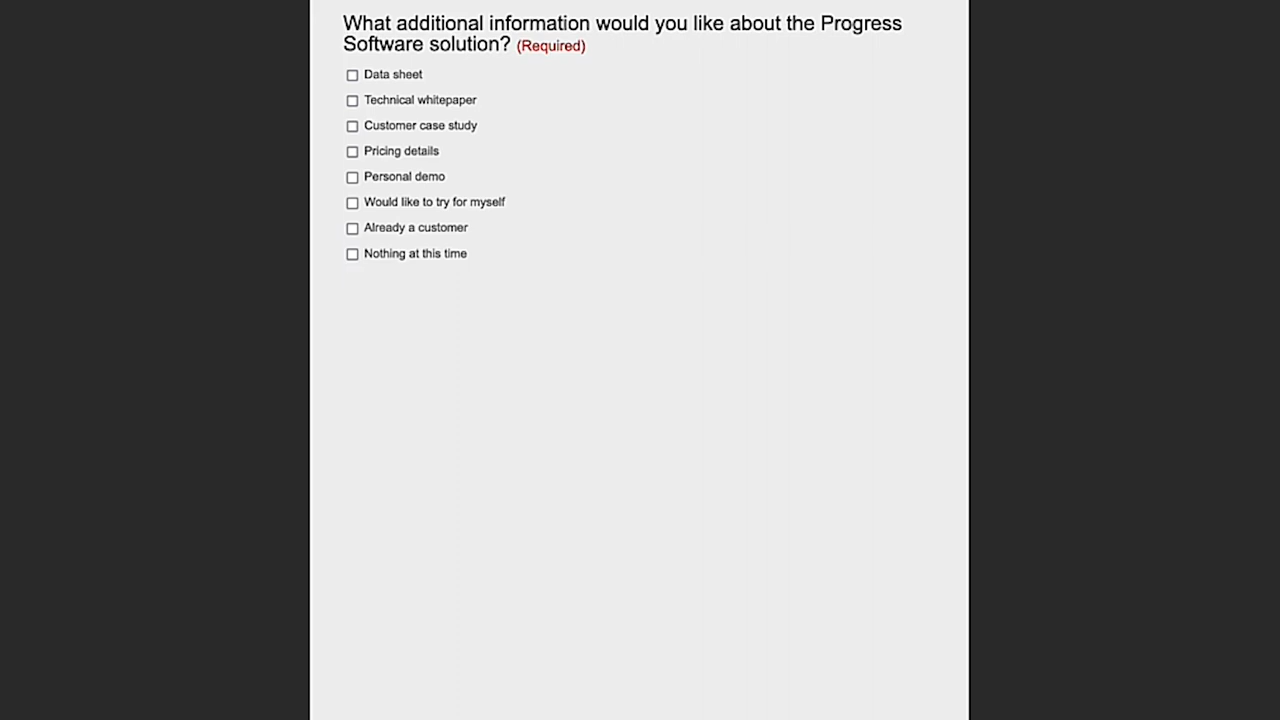 What additional information would you like about the Progress
Software solution? (Required)
Data sheet
Technical whitepaper
Customer case study
Pricing details
Personal demo
Would like to try for myself
Already a customer
Nothing at this time